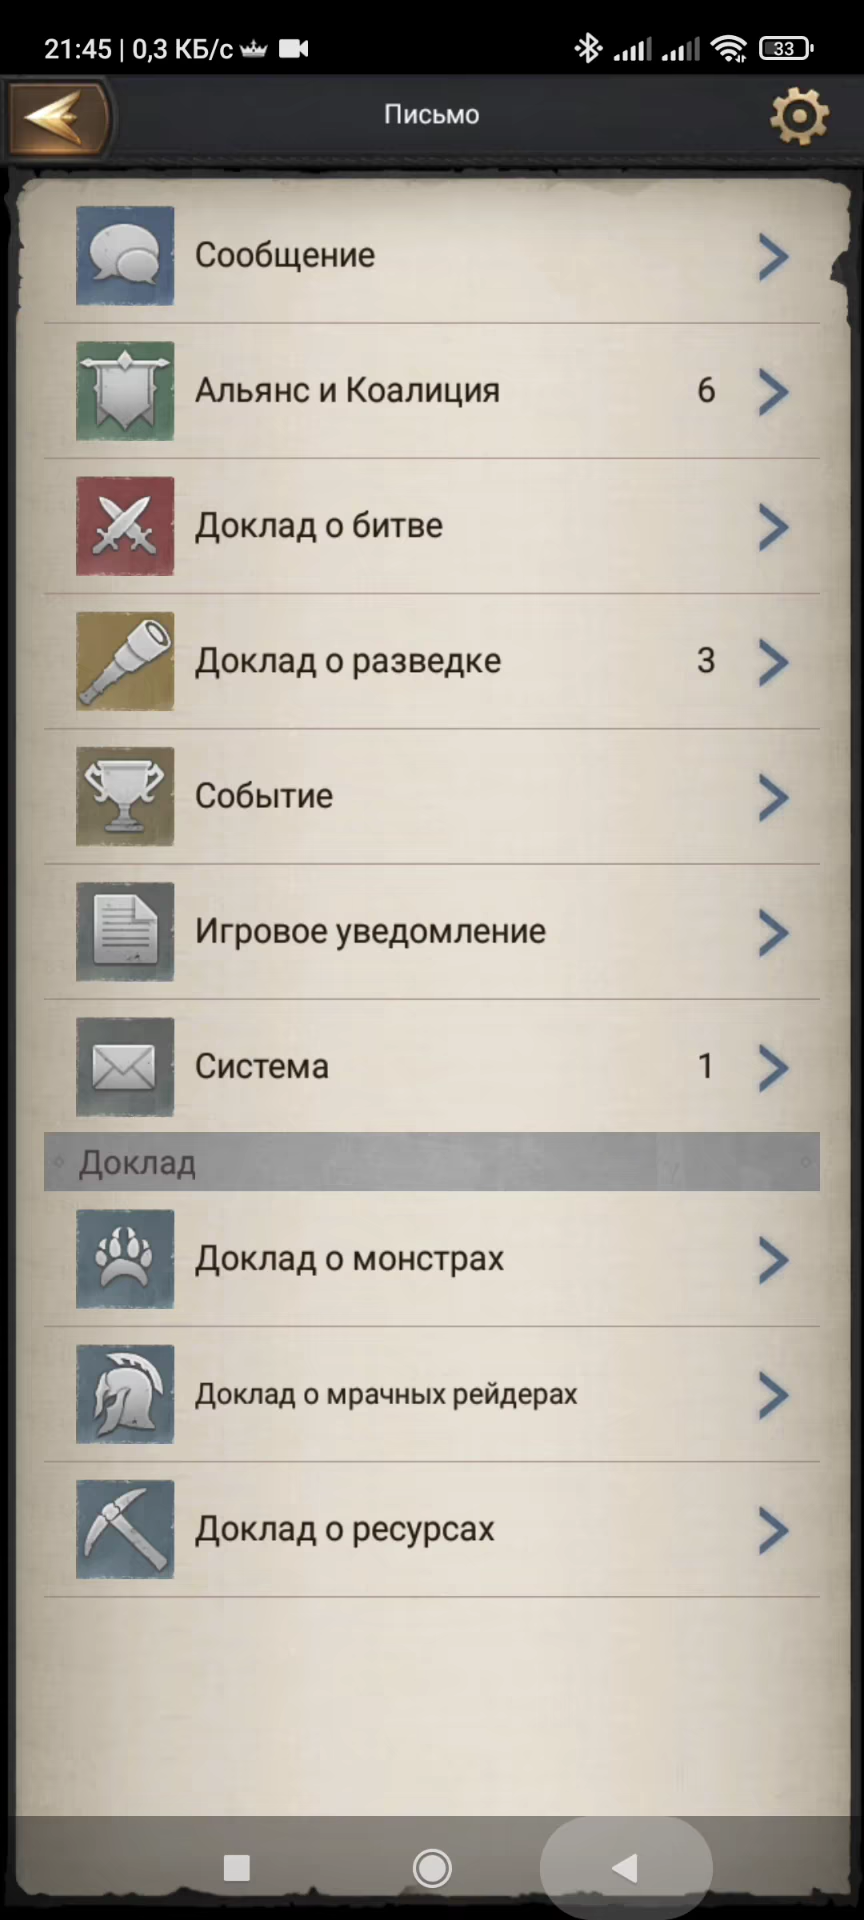 21:45 | 0,3 КБ/с
33
Письмо
Сообщение
Альянс и Коалиция 6
Доклад о битве
Доклад о разведке 3
Событие
Игровое уведомление
Система 1
Доклад
Доклад о монстрах
Доклад о мрачных рейдерах
Доклад о ресурсах